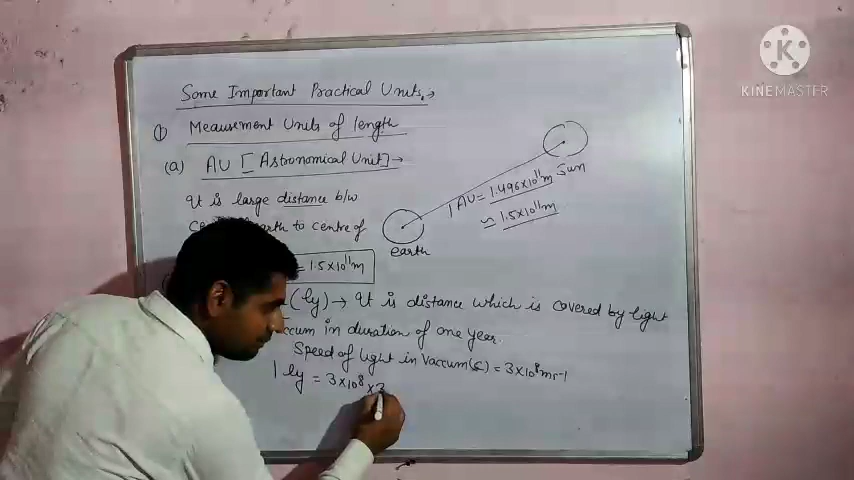 Some Important Practical Units→
① Meausement Units of length
(a) AU [Astronomical Unit]→
It is large distance b/w
earth to centre of
= 1.5×10¹¹m
Sun
1 AU = 1.496×10¹¹m
≃ 1.5×10¹¹m
earth
(ly) → It is distance which is covered by light
ccum in duration of one year.
Speed of light in Vaccum(c) = 3×10⁸ms-1
1 ly = 3×10⁸×3
K
KINEMASTER